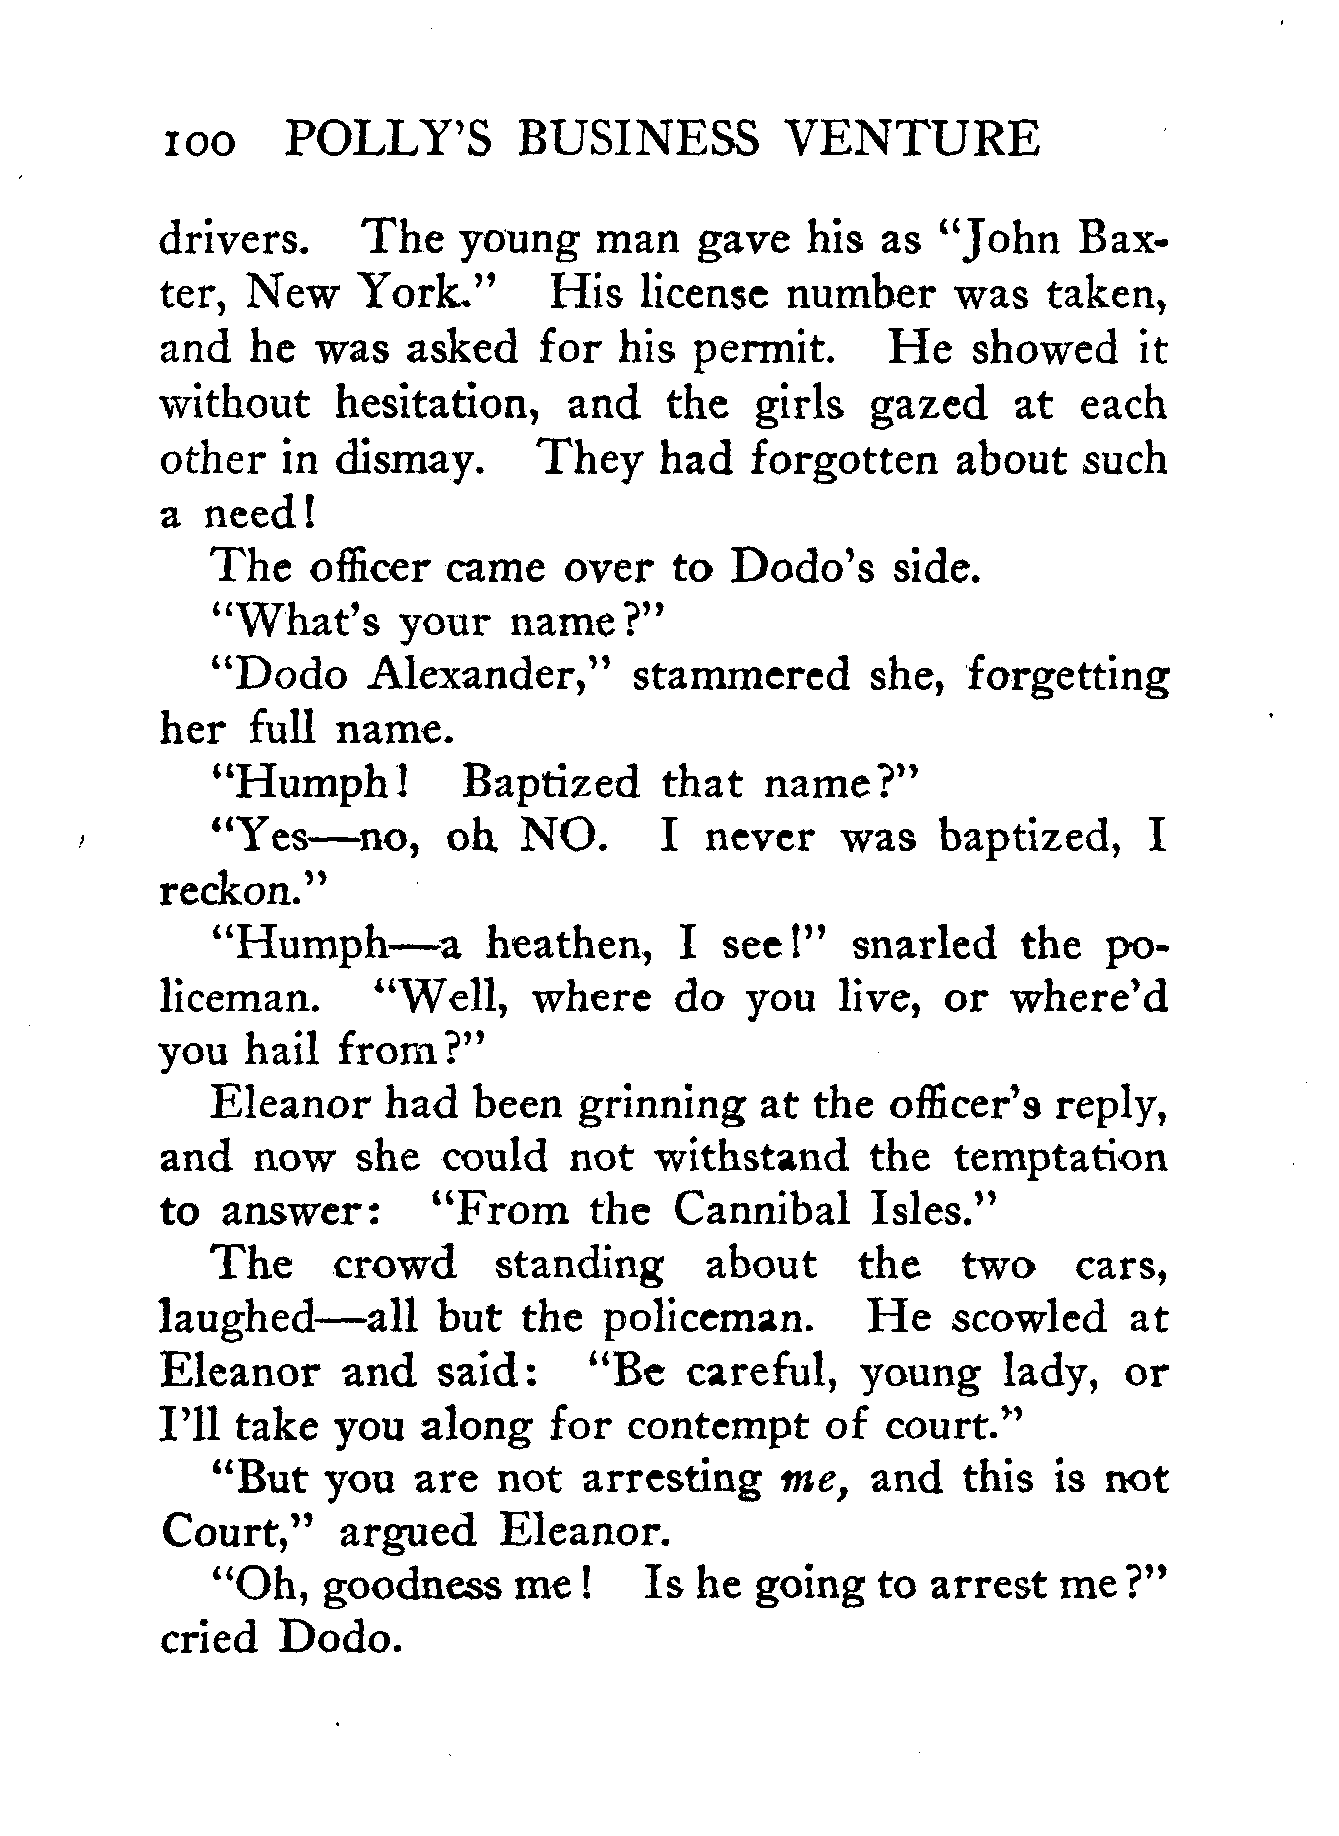 100 POLLY'S BUSINESS VENTURE
drivers. The young man gave his as “John Bax-
ter, New York.” His license number was taken,
and he was asked for his permit. He showed it
without hesitation, and the girls gazed at each
other in dismay. They had forgotten about such
a need!
The officer came over to Dodo's side.
“What's your name?”
“Dodo Alexander,” stammered she, forgetting
her full name.
“Humph! Baptized that name?”
“Yes—no, oh NO. I never was baptized, I
reckon.”
“Humph—a heathen, I see!” snarled the po-
liceman. “Well, where do you live, or where'd
you hail from?”
Eleanor had been grinning at the officer's reply,
and now she could not withstand the temptation
to answer: “From the Cannibal Isles.”
The crowd standing about the two cars,
laughed—all but the policeman. He scowled at
Eleanor and said: “Be careful, young lady, or
I'll take you along for contempt of court.”
“But you are not arresting me, and this is not
Court,” argued Eleanor.
“Oh, goodness me! Is he going to arrest me?”
cried Dodo.